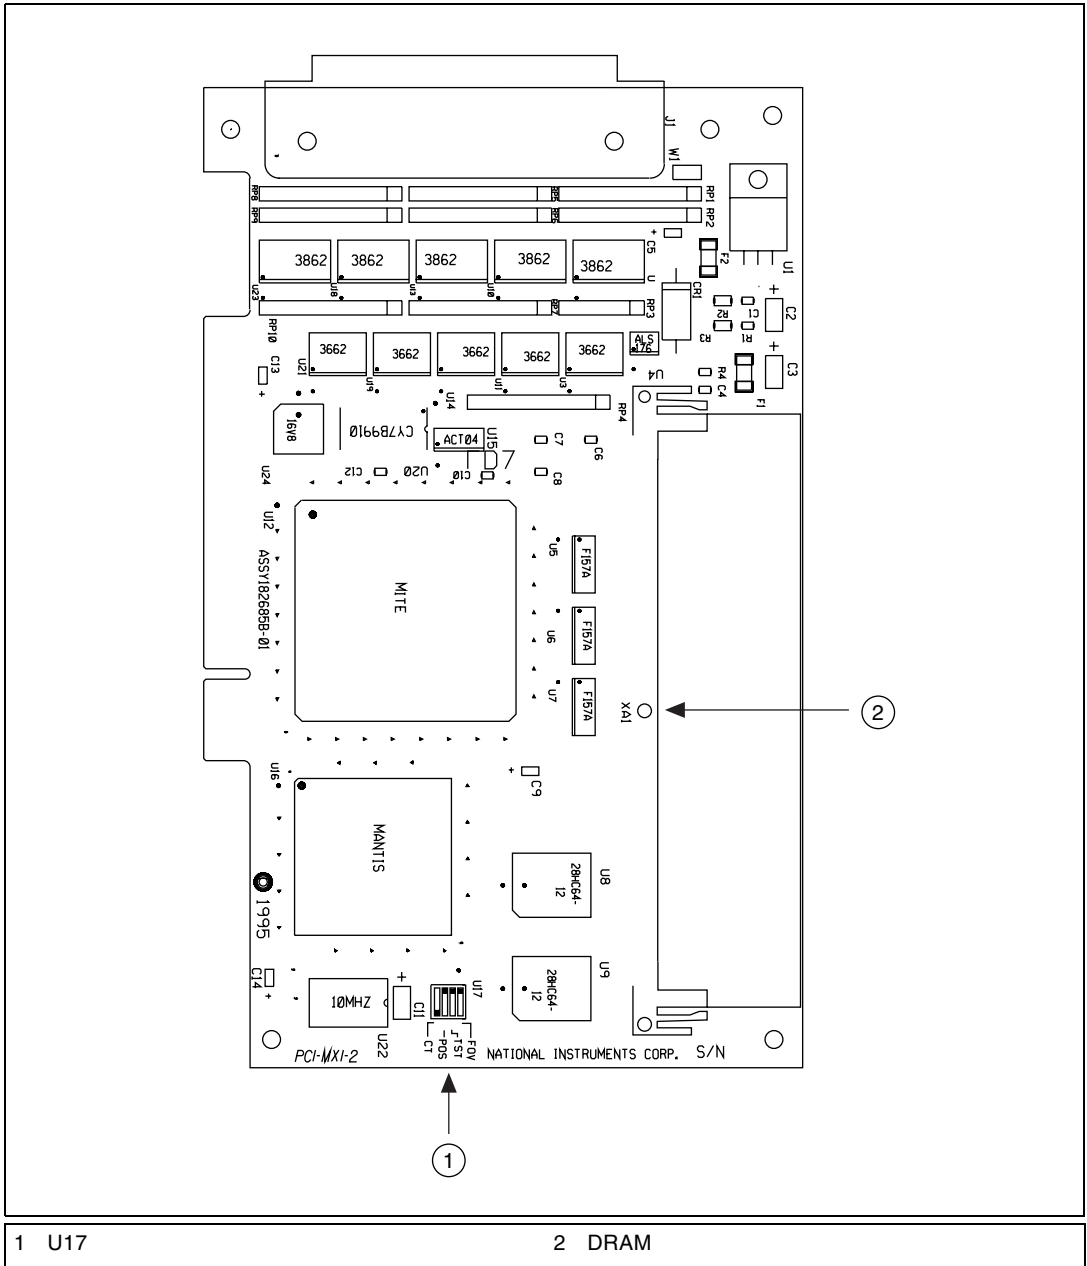 J1
W1
RP8
RP5
RP1
RP9
RP6
RP2
+
C5
F2
U1
3862
3862
3862
3862
3862
U
U23
U18
U13
U10
CR1
+
RP7
RP3
R2
C1
C2
RP10
R3
R1
ALS
176
+
C3
3662
3662
3662
3662
3662
C13
+
U21
U19
U11
U3
U4
R4
C4
F1
U14
RP4
16V8
CY7B9910
ACT04
U15
C7
C6
U24
C12
U20
C10
C8
U12
ASSY182685B-01
MITE
U5
F157A
U6
F157A
U7
F157A
XA1
2
U16
+
C9
MANTIS
28HC64-
12
U8
1995
C14
+
10MHZ
+
C11
U17
28HC64-
12
U9
U22
CT
POS
TST
FOV
PCI-MXI-2
NATIONAL INSTRUMENTS CORP.
S/N
1
1 U17
2 DRAM